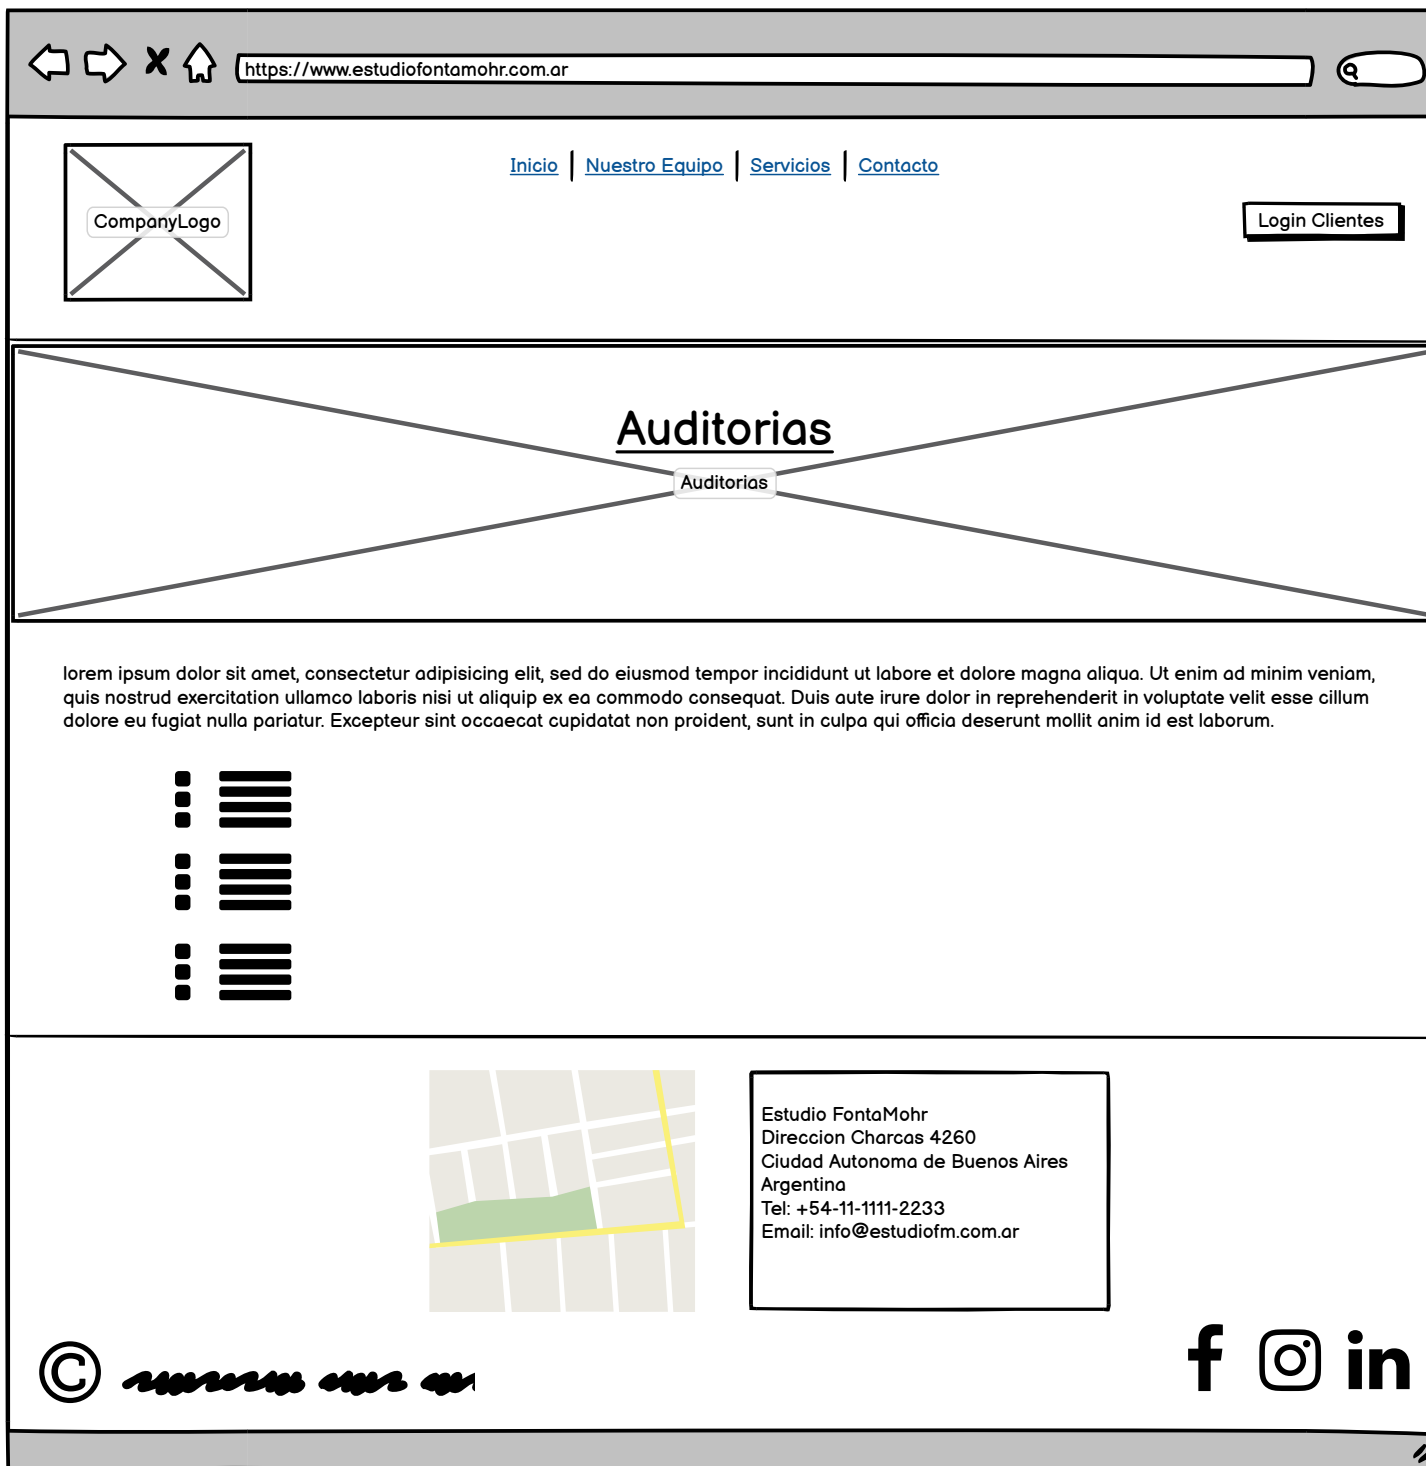 https://www.estudiofontamohr.com.ar
Inicio
Nuestro Equipo
Servicios
Contacto
CompanyLogo
Login Clientes
Auditorias
Auditorias
lorem ipsum dolor sit amet, consectetur adipisicing elit, sed do eiusmod tempor incididunt ut labore et dolore magna aliqua. Ut enim ad minim veniam,
quis nostrud exercitation ullamco laboris nisi ut aliquip ex ea commodo consequat. Duis aute irure dolor in reprehenderit in voluptate velit esse cillum
dolore eu fugiat nulla pariatur. Excepteur sint occaecat cupidatat non proident, sunt in culpa qui officia deserunt mollit anim id est laborum.
Estudio FontaMohr
Direccion Charcas 4260
Ciudad Autonoma de Buenos Aires
Argentina
Tel: +54-11-1111-2233
Email: info@estudiofm.com.ar
©
f
in